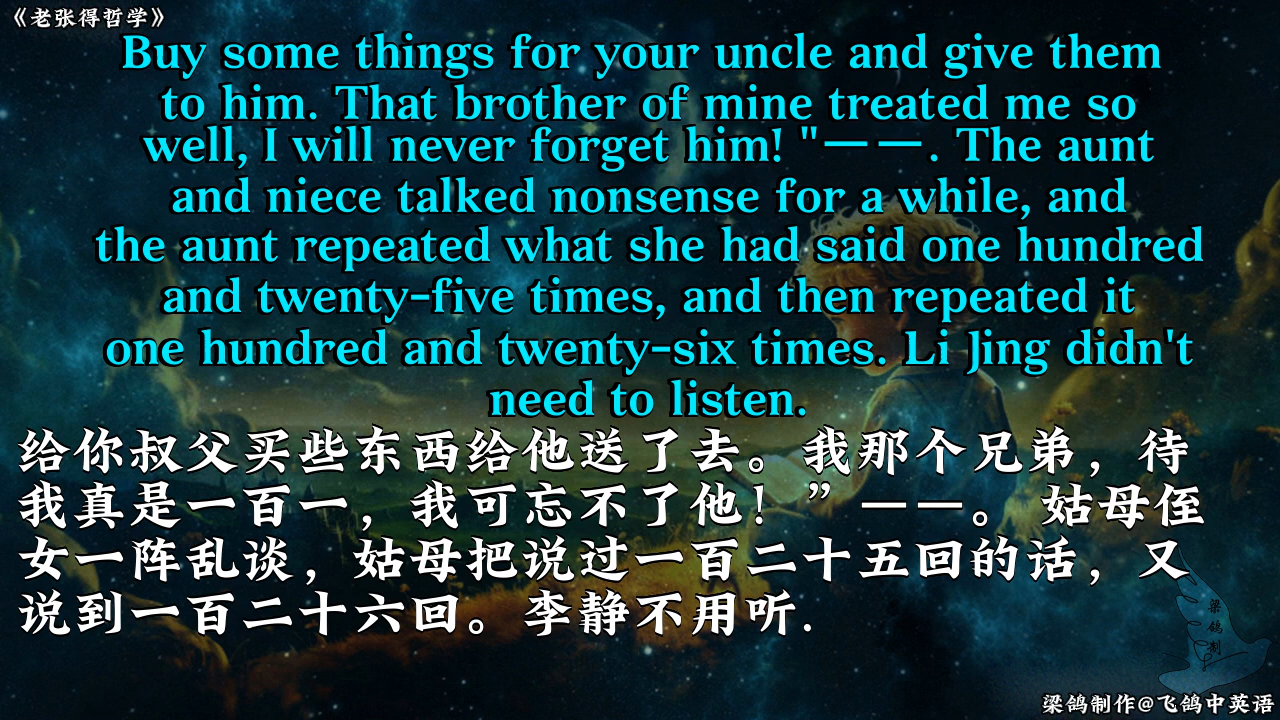 《老张得哲学》
Buy some things for your uncle and give them
to him. That brother of mine treated me so
well, I will never forget him! "——. The aunt
and niece talked nonsense for a while, and
the aunt repeated what she had said one hundred
and twenty-five times, and then repeated it
one hundred and twenty-six times. Li Jing didn't
need to listen.
给你叔父买些东西给他送了去。我那个兄弟，待
我真是一百一，我可忘不了他！”——。 姑母侄
女一阵乱谈，姑母把说过一百二十五回的话，又
说到一百二十六回。李静不用听.
梁
鸽
制
梁鸽制作@飞鸽中英语